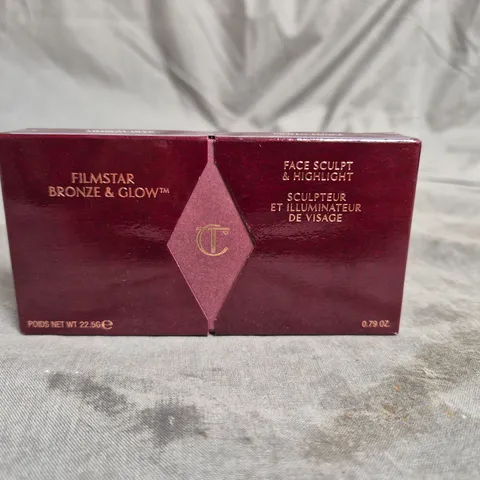 FILMSTAR
BRONZE & GLOW™
FACE SCULPT
& HIGHLIGHT
SCULPTEUR
ET ILLUMINATEUR
DE VISAGE
CT
POIDS NET WT 22.5G℮
0.79 OZ.